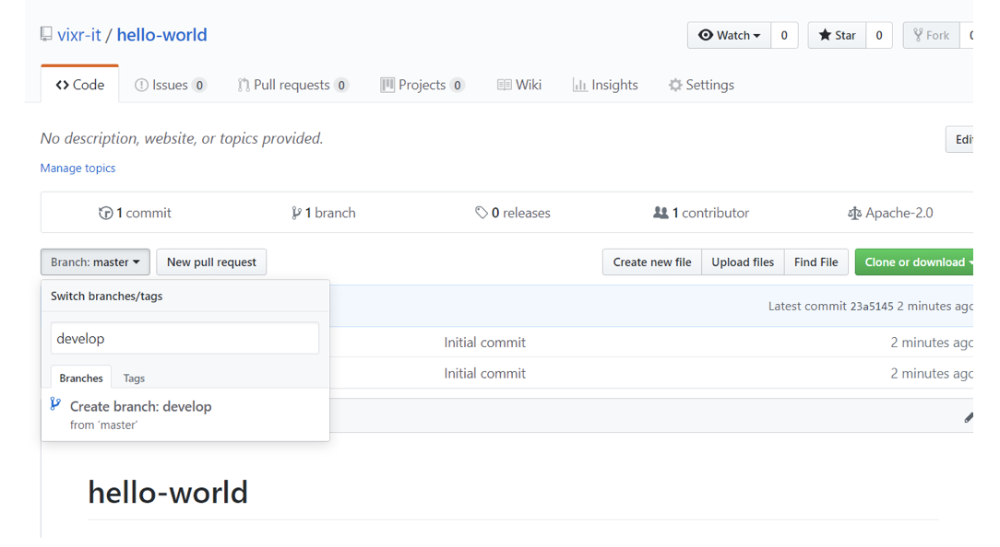 vixr-it / hello-world
Watch 0 Star 0 Fork 0
Code Issues 0 Pull requests 0 Projects 0 Wiki Insights Settings
No description, website, or topics provided.
Edit
Manage topics
1 commit 1 branch 0 releases 1 contributor Apache-2.0
Branch: master New pull request Create new file Upload files Find File Clone or download
Switch branches/tags
Latest commit 23a5145 2 minutes ago
develop
Initial commit 2 minutes ago
Branches Tags
Initial commit 2 minutes ago
Create branch: develop
from 'master'
hello-world